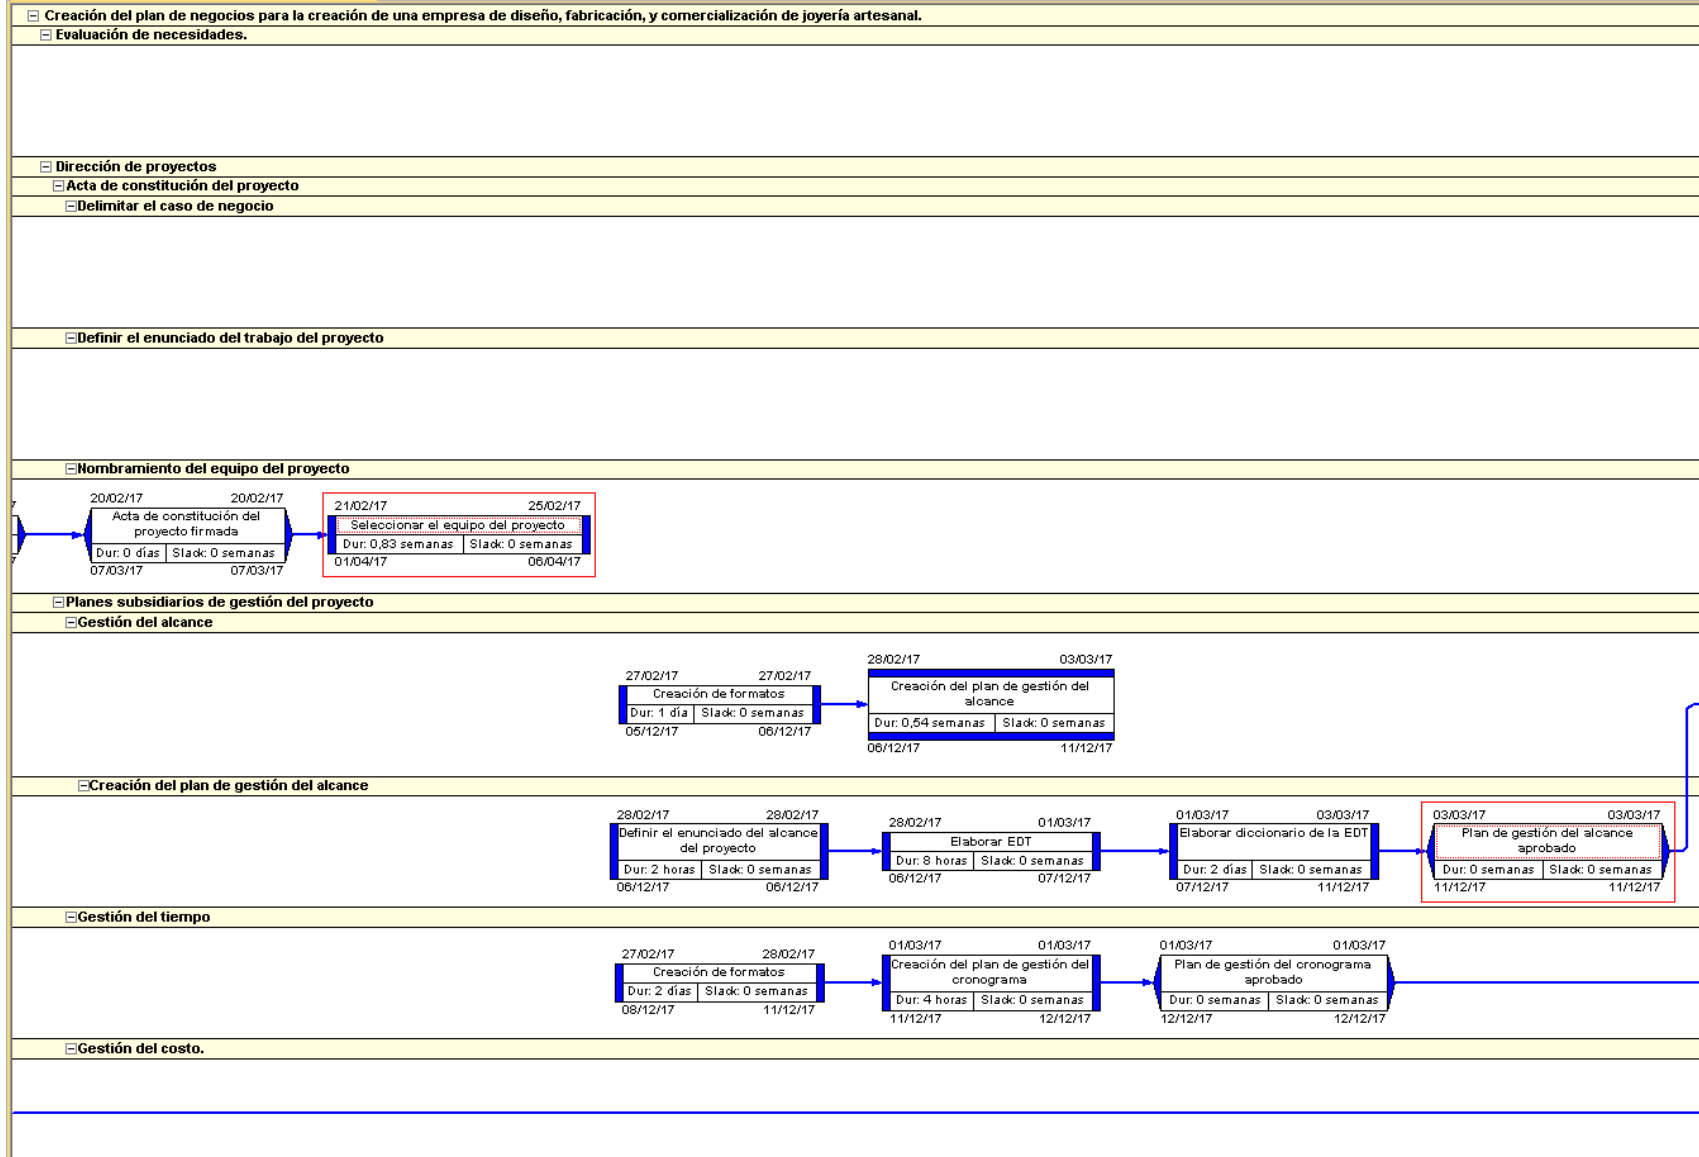 Creación del plan de negocios para la creación de una empresa de diseño, fabricación, y comercialización de joyería artesanal.
Evaluación de necesidades.
Dirección de proyectos
Acta de constitución del proyecto
Delimitar el caso de negocio
Definir el enunciado del trabajo del proyecto
Nombramiento del equipo del proyecto
20/02/17 20/02/17
Acta de constitución del
proyecto firmada
Dur: 0 días Slack: 0 semanas
07/03/17 07/03/17
21/02/17 25/02/17
Seleccionar el equipo del proyecto
Dur: 0,83 semanas Slack: 0 semanas
01/04/17 06/04/17
Planes subsidiarios de gestión del proyecto
Gestión del alcance
27/02/17 27/02/17
Creación de formatos
Dur: 1 día Slack: 0 semanas
05/12/17 06/12/17
28/02/17 03/03/17
Creación del plan de gestión del
alcance
Dur: 0,54 semanas Slack: 0 semanas
06/12/17 11/12/17
Creación del plan de gestión del alcance
28/02/17 28/02/17
Definir el enunciado del alcance
del proyecto
Dur: 2 horas Slack: 0 semanas
06/12/17 06/12/17
28/02/17 01/03/17
Elaborar EDT
Dur: 8 horas Slack: 0 semanas
06/12/17 07/12/17
01/03/17 03/03/17
Elaborar diccionario de la EDT
Dur: 2 días Slack: 0 semanas
07/12/17 11/12/17
03/03/17 03/03/17
Plan de gestión del alcance
aprobado
Dur: 0 semanas Slack: 0 semanas
11/12/17 11/12/17
Gestión del tiempo
27/02/17 28/02/17
Creación de formatos
Dur: 2 días Slack: 0 semanas
08/12/17 11/12/17
01/03/17 01/03/17
Creación del plan de gestión del
cronograma
Dur: 4 horas Slack: 0 semanas
11/12/17 12/12/17
01/03/17 01/03/17
Plan de gestión del cronograma
aprobado
Dur: 0 semanas Slack: 0 semanas
12/12/17 12/12/17
Gestión del costo.